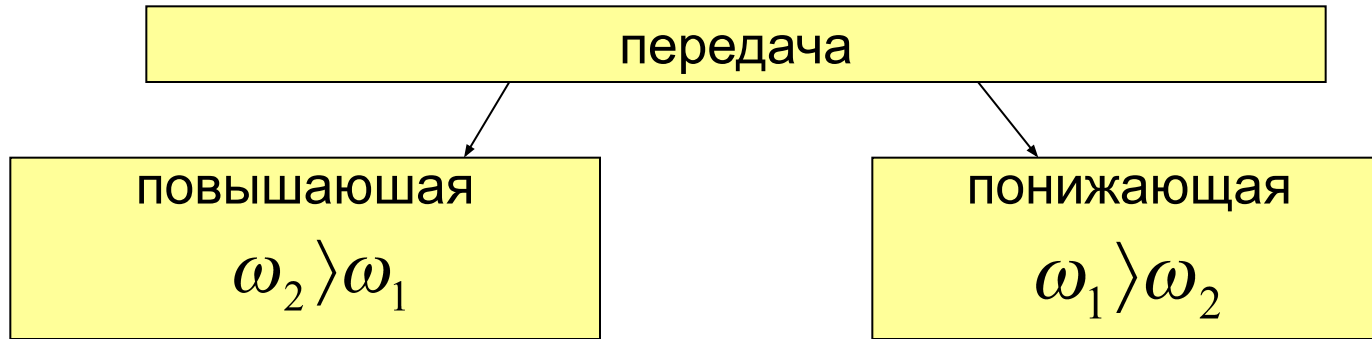 передача
повышаюшая
понижающая
ω₂⟩ω₁
ω₁⟩ω₂